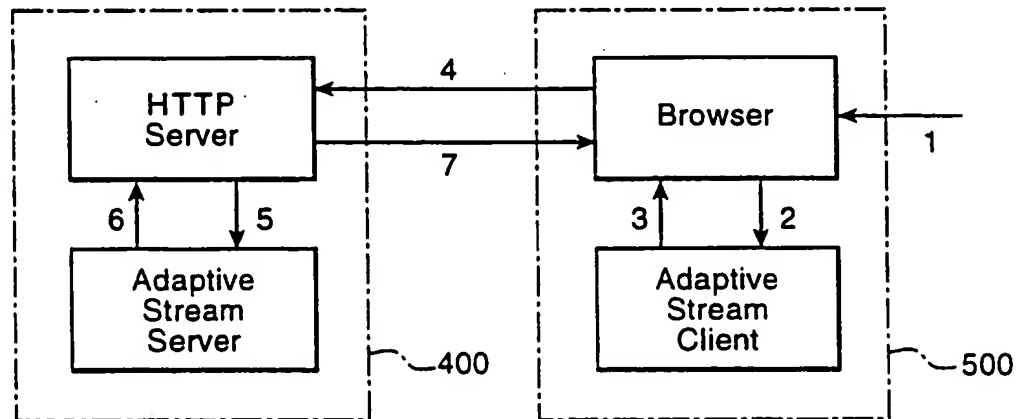 4
HTTP
Server
Browser
7
1
6
5
3
2
Adaptive
Stream
Server
Adaptive
Stream
Client
400
500